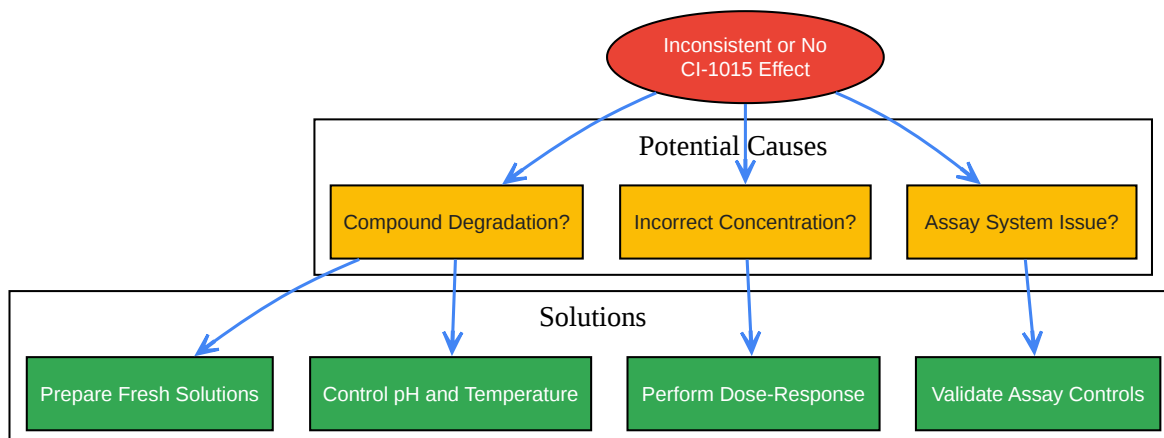 Inconsistent or No
CI-1015 Effect
Potential Causes
Compound Degradation?
Incorrect Concentration?
Assay System Issue?
Solutions
Prepare Fresh Solutions
Control pH and Temperature
Perform Dose-Response
Validate Assay Controls